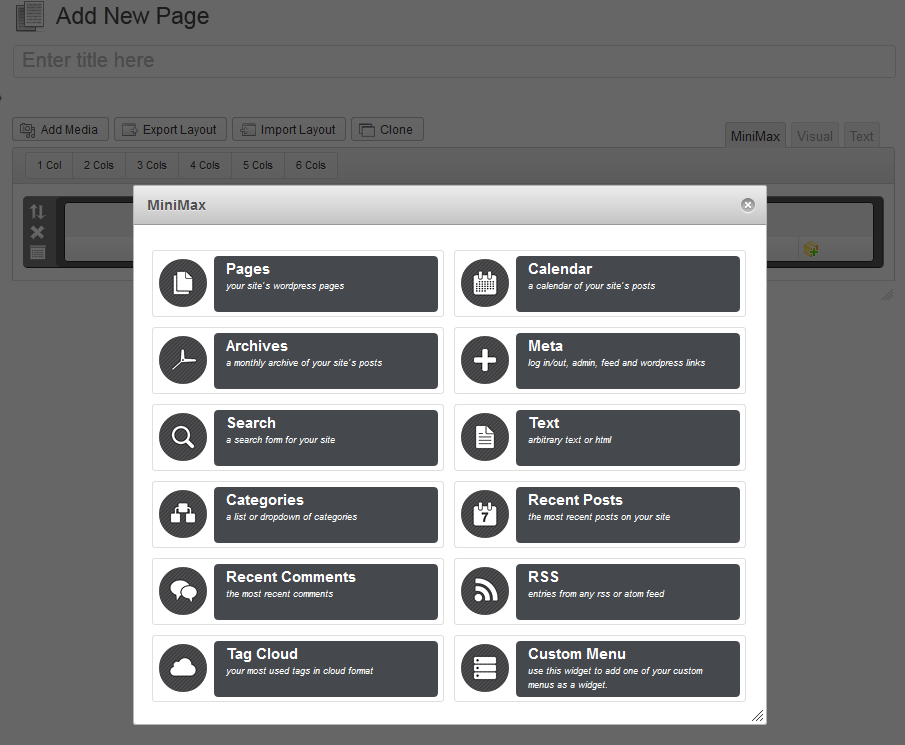 Add New Page
Enter title here
Add Media
Export Layout
Import Layout
Clone
MiniMax
Visual
Text
1 Col
2 Cols
3 Cols
4 Cols
5 Cols
6 Cols
MiniMax
Pages
your site's wordpress pages
Calendar
a calendar of your site's posts
Archives
a monthly archive of your site's posts
Meta
log in/out, admin, feed and wordpress links
Search
a search form for your site
Text
arbitrary text or html
Categories
a list or dropdown of categories
7
Recent Posts
the most recent posts on your site
Recent Comments
the most recent comments
RSS
entries from any rss or atom feed
Tag Cloud
your most used tags in cloud format
Custom Menu
use this widget to add one of your custom
menus as a widget.